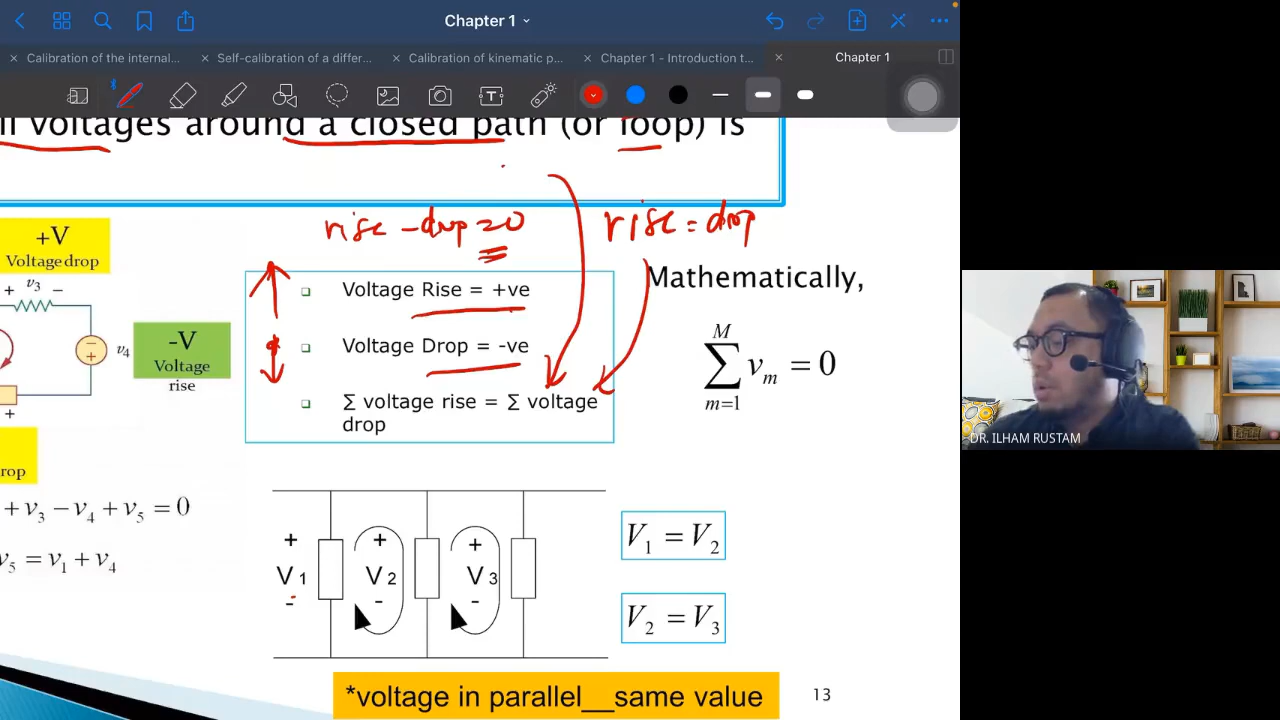 Chapter 1
Calibration of the internal...
Self-calibration of a differ...
Calibration of kinematic p...
Chapter 1 - Introduction t...
Chapter 1
ll voltages around a closed path (or loop) is
rise - drop = 0
rise = drop
+V
Voltage drop
+ v3 −
v4
− +
-V
Voltage
rise
+
rop
+ v3 − v4 + v5 = 0
v5 = v1 + v4
Voltage Rise = +ve
Voltage Drop = -ve
∑ voltage rise = ∑ voltage
drop
Mathematically,
M
∑ vm = 0
m=1
DR. ILHAM RUSTAM
+ + +
V1 V2 V3
- - -
V1 = V2
V2 = V3
*voltage in parallel__same value
13